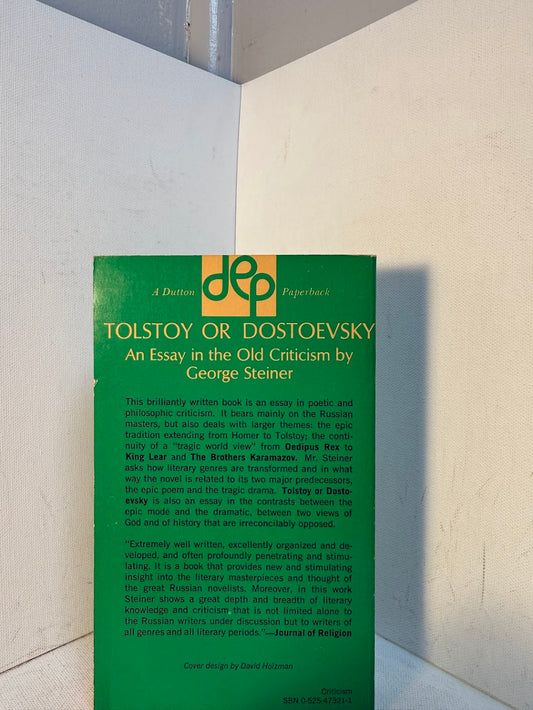 dep
A Dutton Paperback
TOLSTOY OR DOSTOEVSKY
An Essay in the Old Criticism by
George Steiner
This brilliantly written book is an essay in poetic and
philosophic criticism. It bears mainly on the Russian
masters, but also deals with larger themes: the epic
tradition extending from Homer to Tolstoy; the conti-
nuity of a "tragic world view" from Oedipus Rex to
King Lear and The Brothers Karamazov. Mr. Steiner
asks how literary genres are transformed and in what
way the novel is related to its two major predecessors,
the epic poem and the tragic drama. Tolstoy or Dosto-
evsky is also an essay in the contrasts between the
epic mode and the dramatic, between two views of
God and of history that are irreconcilably opposed.
"Extremely well written, excellently organized and de-
veloped, and often profoundly penetrating and stimu-
lating. It is a book that provides new and stimulating
insight into the literary masterpieces and thought of
the great Russian novelists. Moreover, in this work
Steiner shows a great depth and breadth of literary
knowledge and criticism that is not limited alone to
the Russian writers under discussion but to writers of
all genres and all literary periods."—Journal of Religion
Cover design by David Holzman
Criticism
SBN 0-525-47321-1